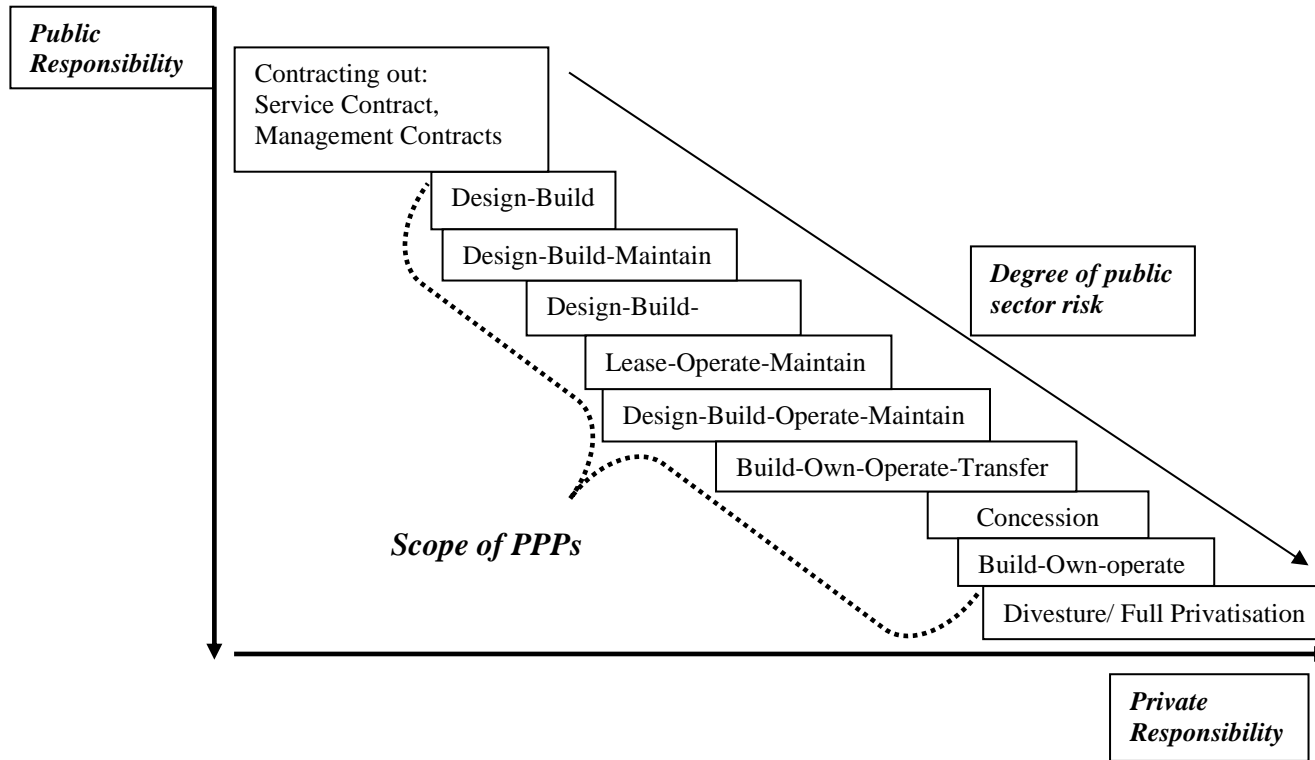 Public
Responsibility
Contracting out:
Service Contract,
Management Contracts
Design-Build
Design-Build-Maintain
Design-Build-
Lease-Operate-Maintain
Design-Build-Operate-Maintain
Build-Own-Operate-Transfer
Concession
Build-Own-operate
Divesture/ Full Privatisation
Degree of public
sector risk
Scope of PPPs
Private
Responsibility